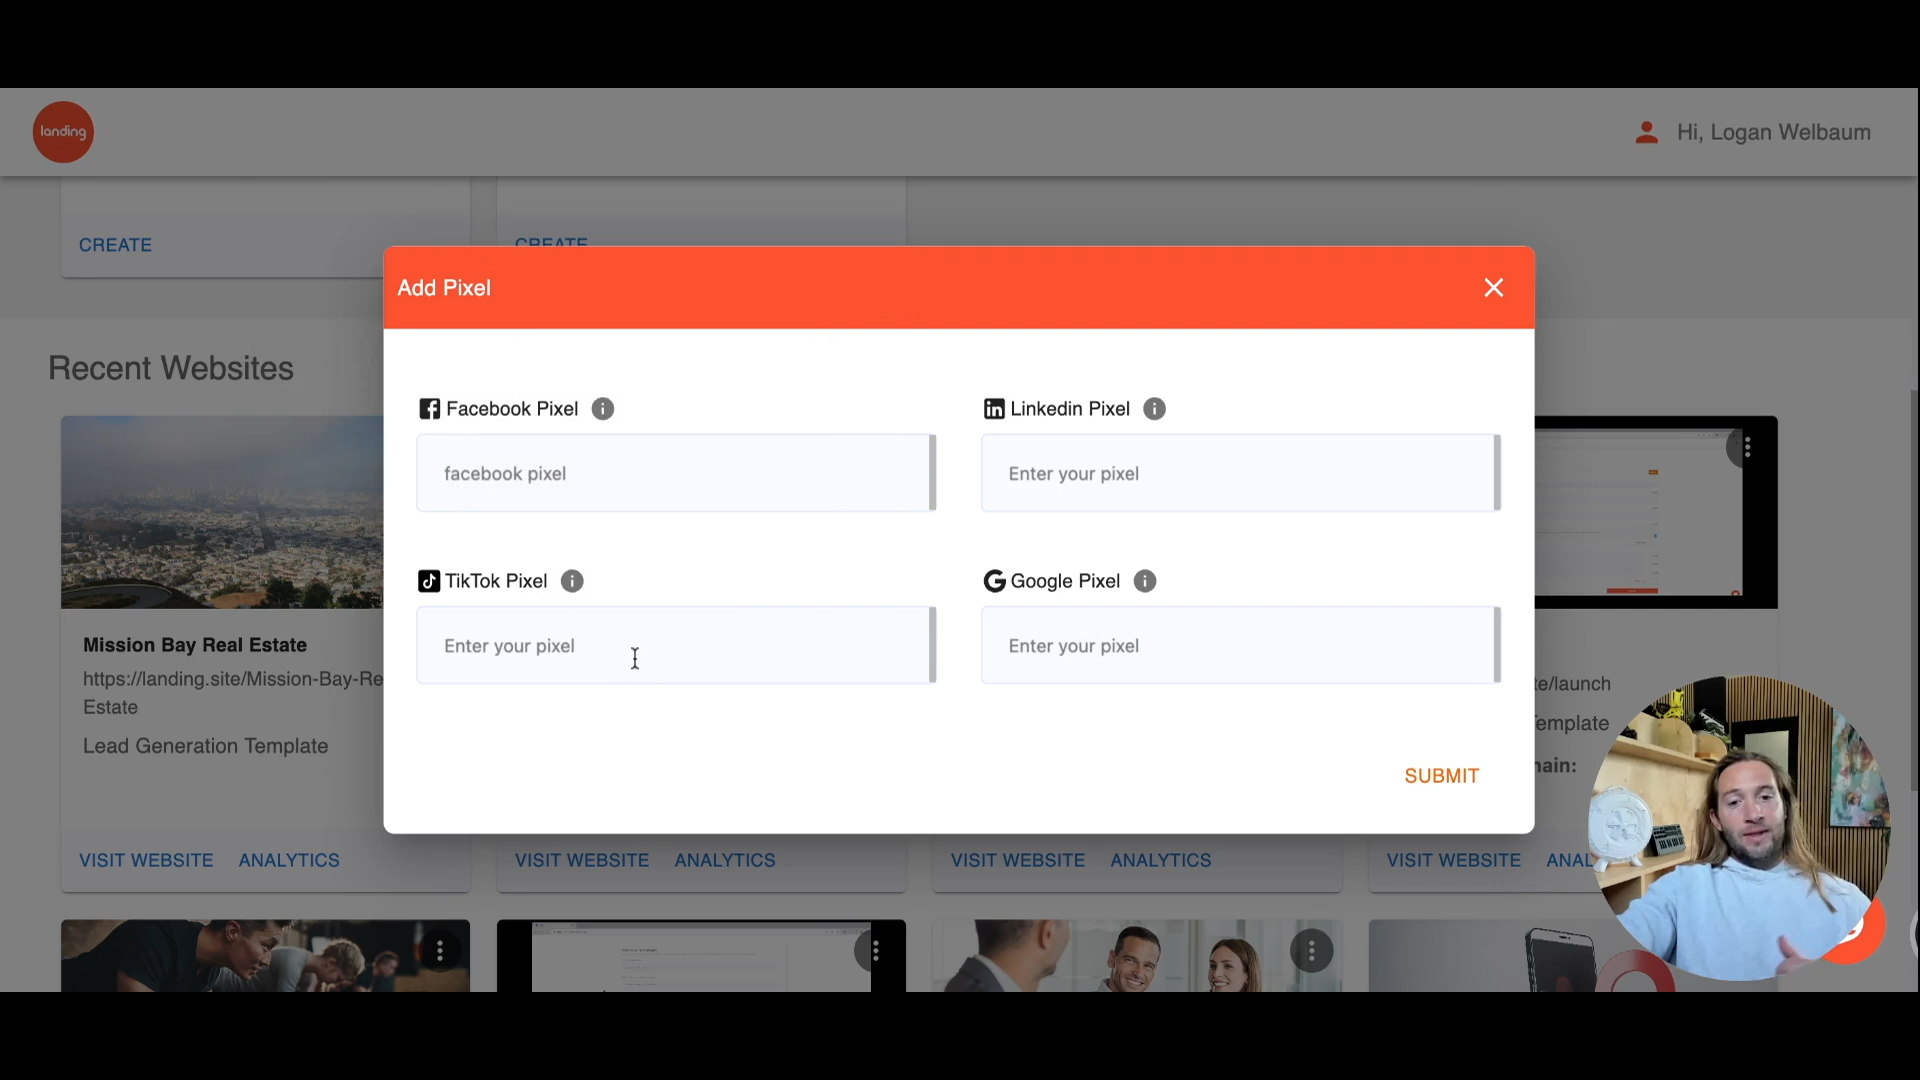 landing
Hi, Logan Welbaum
CREATE
CREATE
Add Pixel
Recent Websites
Facebook Pixel
Linkedin Pixel
facebook pixel
Enter your pixel
TikTok Pixel
Google Pixel
Enter your pixel
Enter your pixel
Mission Bay Real Estate
https://landing.site/Mission-Bay-Re
Estate
Lead Generation Template
te/launch
emplate
nain:
SUBMIT
VISIT WEBSITE ANALYTICS
VISIT WEBSITE ANALYTICS
VISIT WEBSITE ANALYTICS
VISIT WEBSITE ANAL